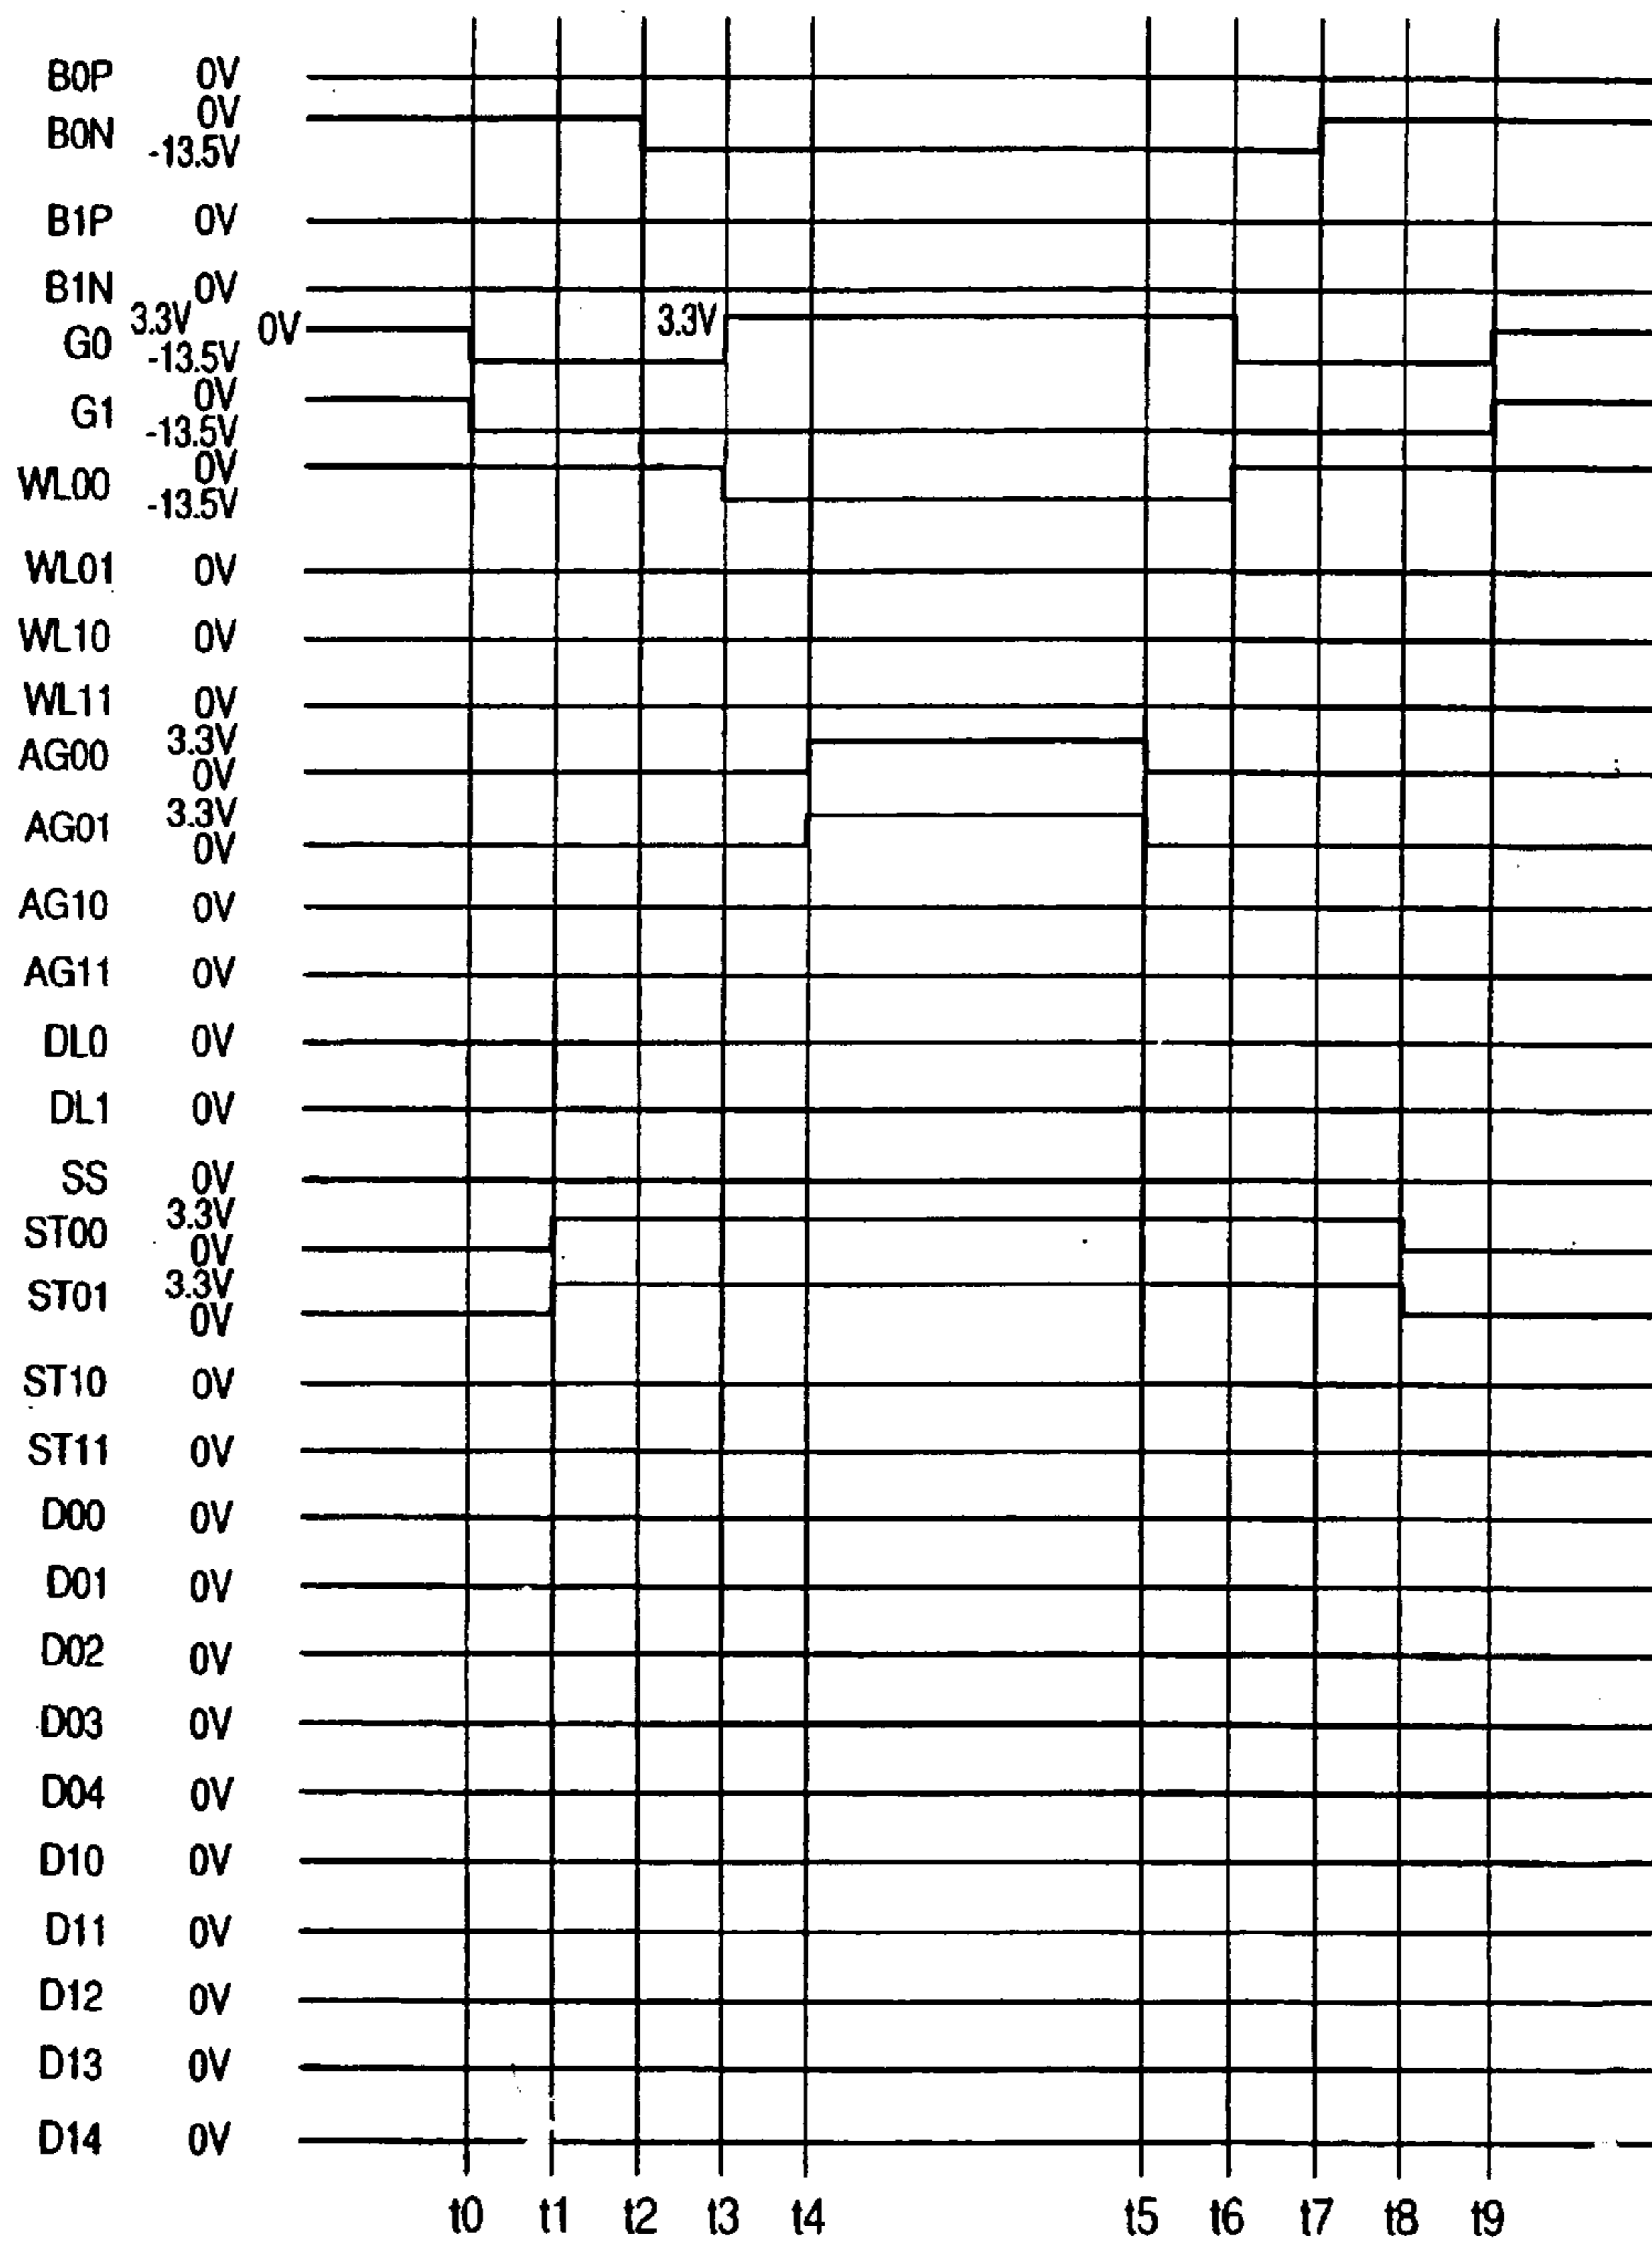 B0P 0V
B0N 0V
-13.5V
B1P 0V
B1N 0V
G0 3.3V 0V 3.3V
-13.5V
G1 0V
-13.5V
WL00 0V
-13.5V
WL01 0V
WL10 0V
WL11 0V
AG00 3.3V
0V
AG01 3.3V
0V
AG10 0V
AG11 0V
DL0 0V
DL1 0V
SS 0V
ST00 3.3V
0V
ST01 3.3V
0V
ST10 0V
ST11 0V
D00 0V
D01 0V
D02 0V
D03 0V
D04 0V
D10 0V
D11 0V
D12 0V
D13 0V
D14 0V
t0 t1 t2 t3 t4 t5 t6 t7 t8 t9